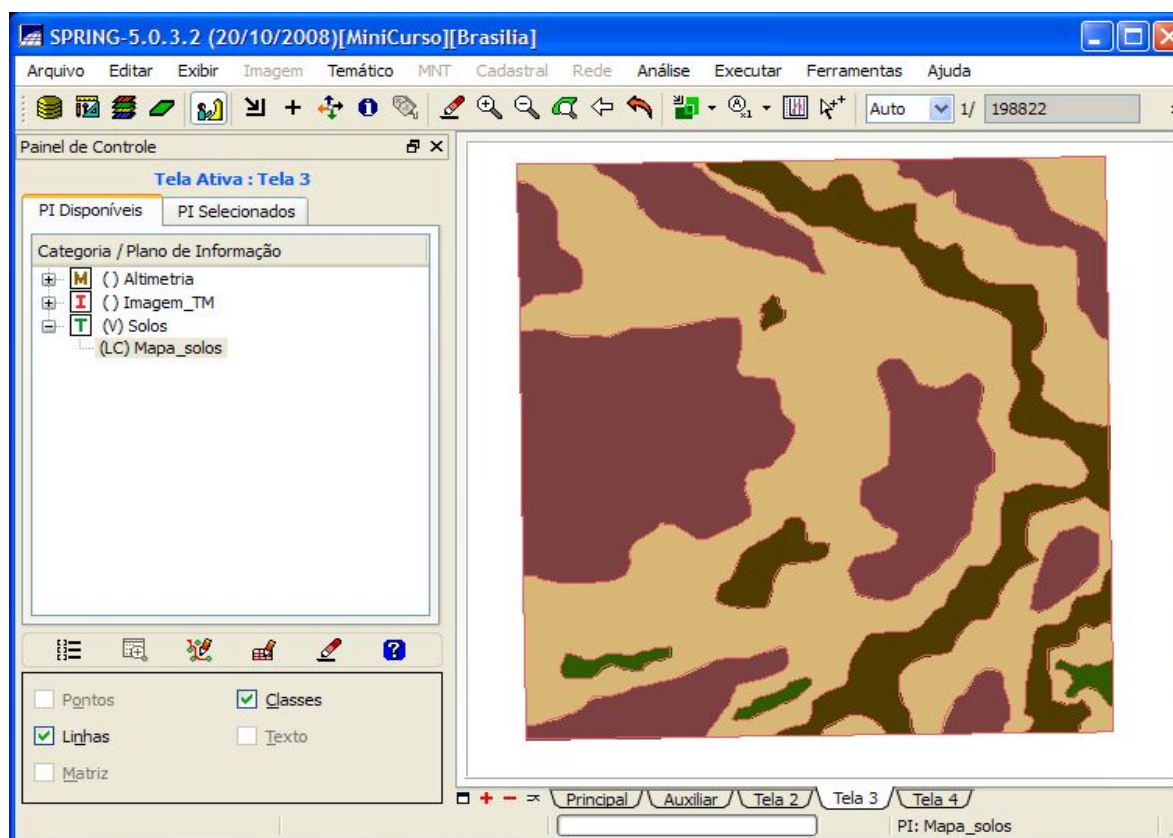 SPRING-5.0.3.2 (20/10/2008)[MiniCurso][Brasilia]
Arquivo Editar Exibir Imagem Temático MNT Cadastral Rede Análise Executar Ferramentas Ajuda
Auto 1/ 198822
Painel de Controle
Tela Ativa : Tela 3
PI Disponíveis PI Selecionados
Categoria / Plano de Informação
M ( ) Altimetria
I ( ) Imagem_TM
T (V) Solos
(LC) Mapa_solos
Pontos Classes
Linhas Texto
Matriz
Principal Auxiliar Tela 2 Tela 3 Tela 4
PI: Mapa_solos